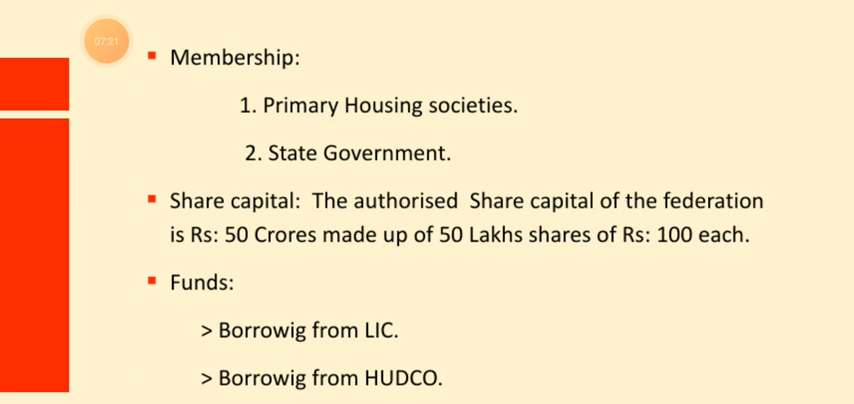 07:21
Membership:
1. Primary Housing societies.
2. State Government.
Share capital:  The authorised  Share capital of the federation
is Rs: 50 Crores made up of 50 Lakhs shares of Rs: 100 each.
Funds:
> Borrowig from LIC.
> Borrowig from HUDCO.